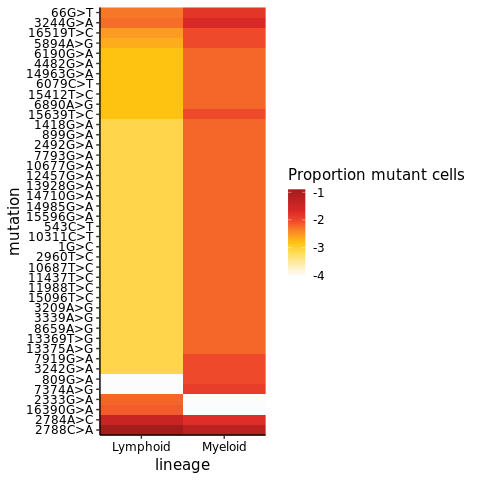 66G>T
3244G>A
16519T>C
5894A>G
6190G>A
4482G>A
14963G>A
6079C>T
15412T>C
6890A>G
15639T>C
1418G>A
899G>A
2492G>A
7793G>A
10677G>A
12457G>A
13928G>A
14710G>A
14985G>A
15596G>A
543C>T
10311C>T
1G>C
2960T>C
10687T>C
11437T>C
11988T>C
15096T>C
3209A>G
3339A>G
8659A>G
13369T>G
13375A>G
7919G>A
3242G>A
809G>A
7374A>G
2333G>A
16390G>A
2784A>C
2788C>A
mutation
Lymphoid Myeloid
lineage
Proportion mutant cells
-1
-2
-3
-4